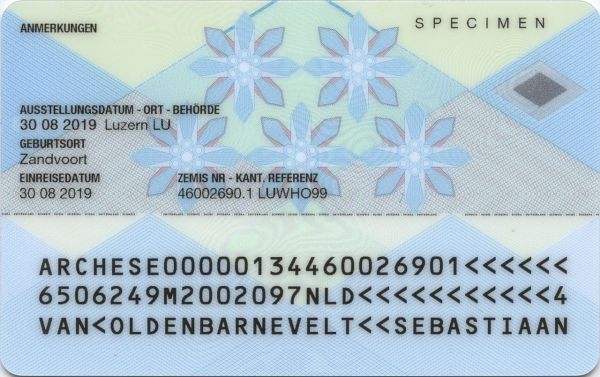 ANMERKUNGEN
SPECIMEN
AUSSTELLUNGSDATUM - ORT - BEHÖRDE
30 08 2019 Luzern LU
GEBURTSORT
Zandvoort
EINREISEDATUM ZEMIS NR - KANT. REFERENZ
30 08 2019 46002690.1 LUWHO99
ARCHESE00000134460026901<<<<<<
6506249M2002097NLD<<<<<<<<<<<4
VAN<OLDENBARNEVELT<<SEBASTIAAN